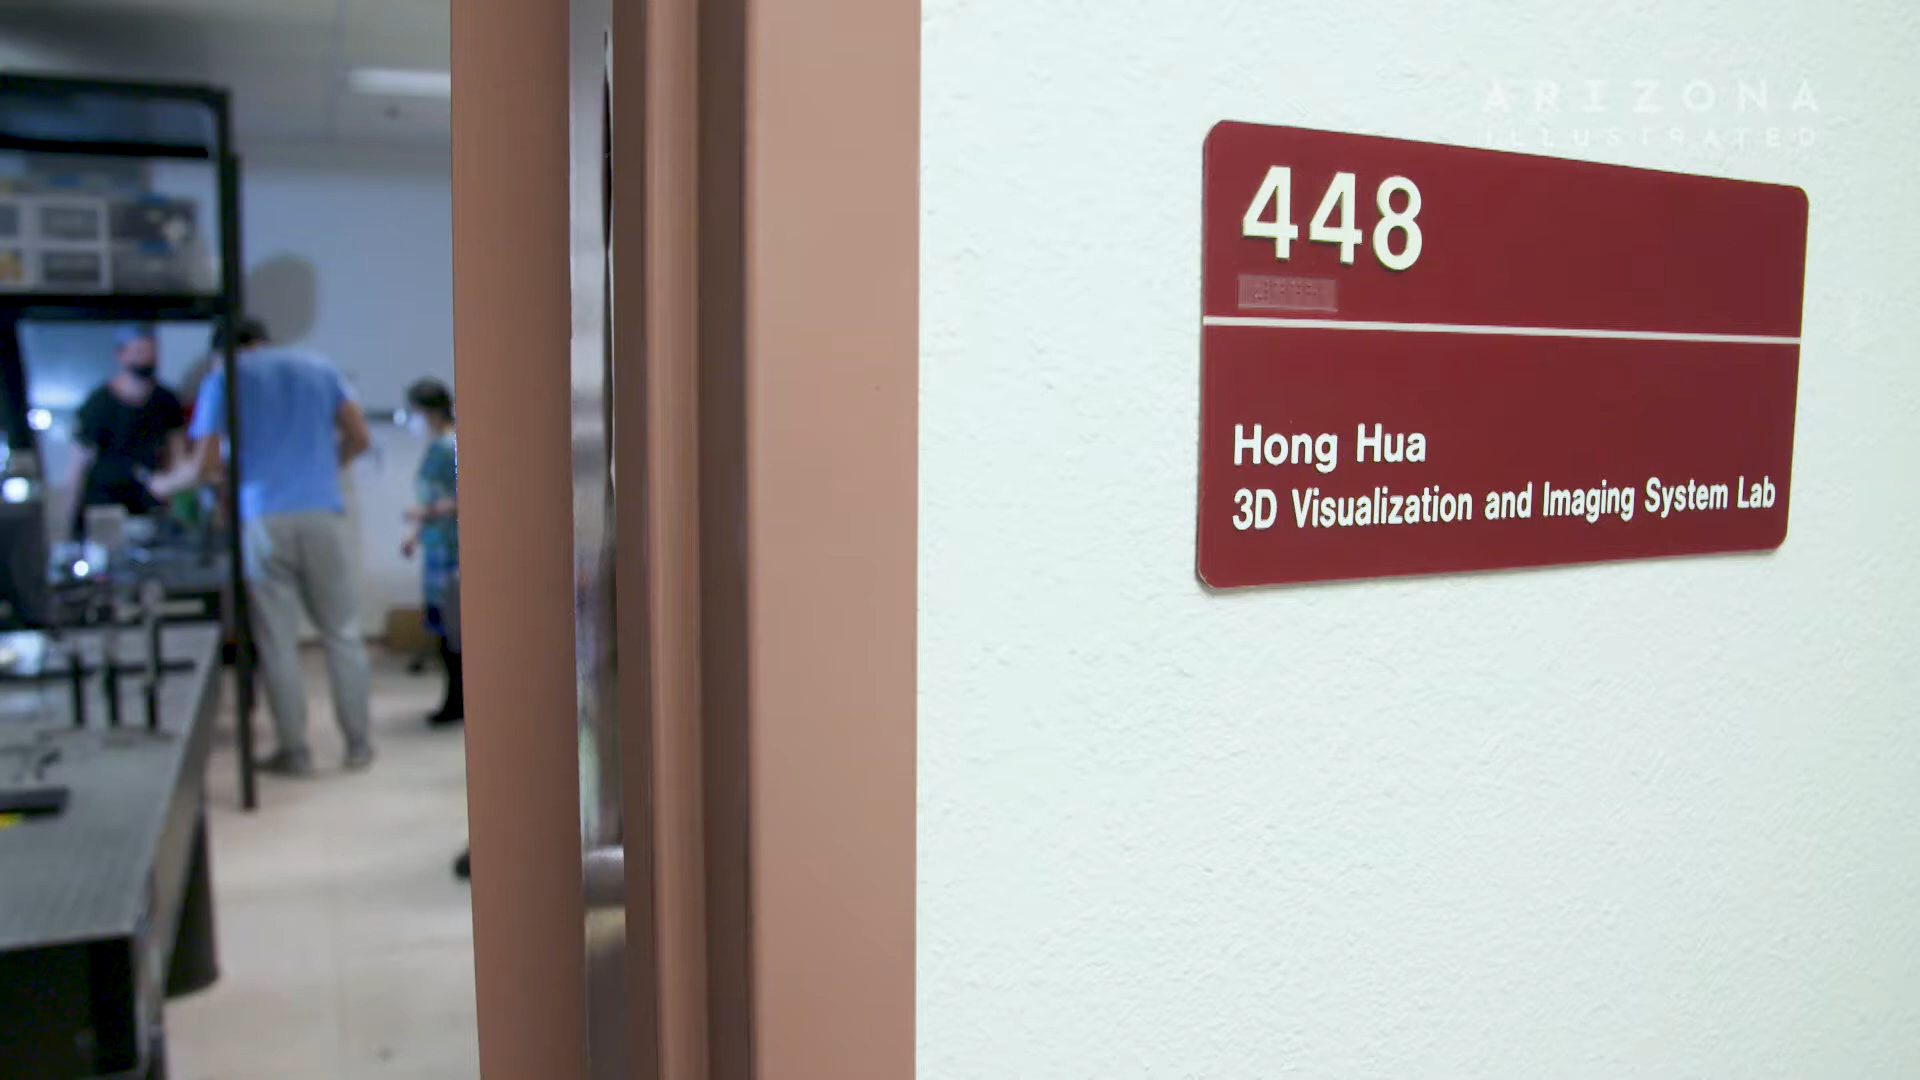 ARIZONA
ILLUSTRATED
448
Hong Hua
3D Visualization and Imaging System Lab